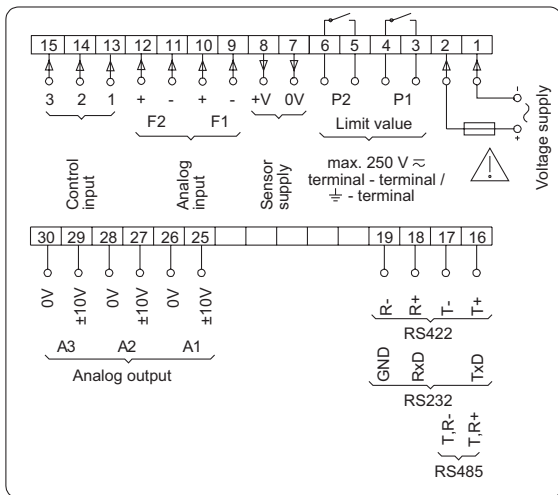 15 14 13 12 11 10 9 8 7 6 5 4 3 2 1
3 2 1 + - + - +V 0V P2 P1
F2 F1
Limit value
-
+
Voltage supply
Control input
Analog input
Sensor supply
max. 250 V ≂
terminal - terminal /
⏚ - terminal
!
30 29 28 27 26 25 19 18 17 16
0V ±10V 0V ±10V 0V ±10V R- R+ T- T+
A3 A2 A1
Analog output
RS422
GND RxD TxD
RS232
T,R- T,R+
RS485